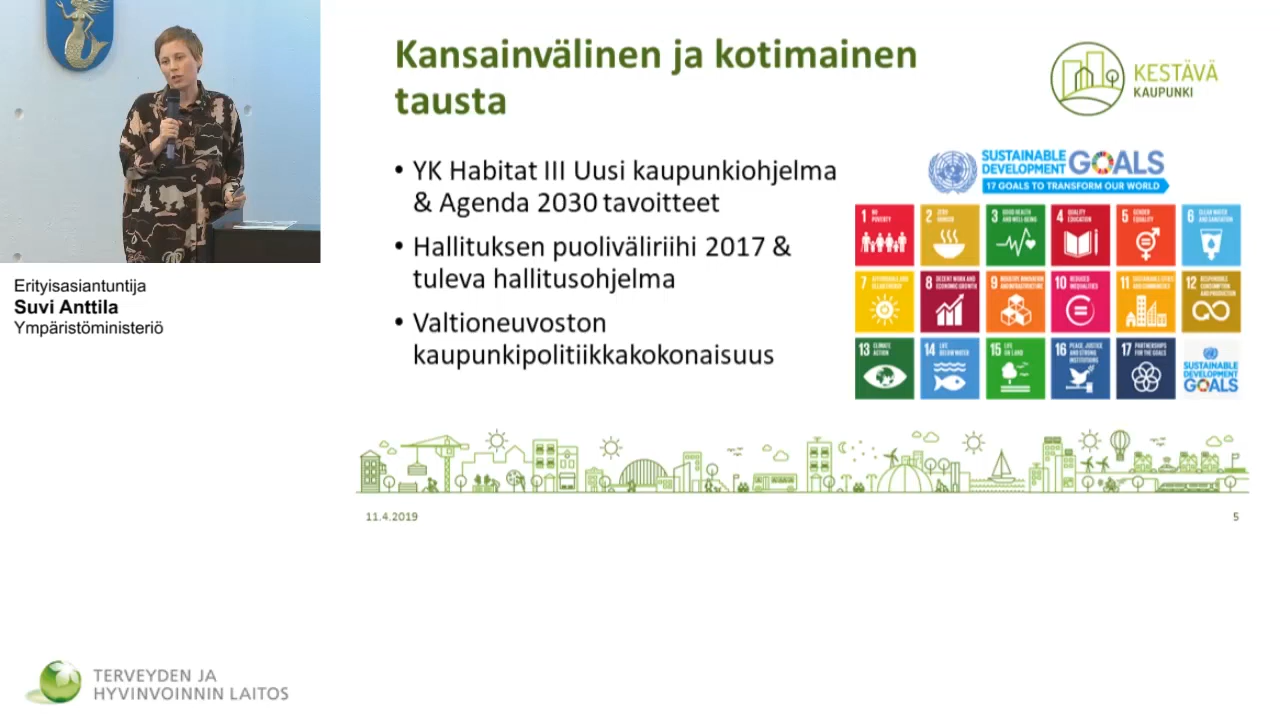 Kansainvälinen ja kotimainen
tausta
KESTÄVÄ
KAUPUNKI
• YK Habitat III Uusi kaupunkiohjelma
& Agenda 2030 tavoitteet
• Hallituksen puoliväliriihi 2017 &
tuleva hallitusohjelma
• Valtioneuvoston
kaupunkipolitiikkakokonaisuus
SUSTAINABLE
DEVELOPMENT
GOALS
17 GOALS TO TRANSFORM OUR WORLD
1 NO
POVERTY
2 ZERO
HUNGER
3 GOOD HEALTH
AND WELL-BEING
4 QUALITY
EDUCATION
5 GENDER
EQUALITY
6 CLEAN WATER
AND SANITATION
7 AFFORDABLE AND
CLEAN ENERGY
8 DECENT WORK AND
ECONOMIC GROWTH
9 INDUSTRY, INNOVATION
AND INFRASTRUCTURE
10 REDUCED
INEQUALITIES
11 SUSTAINABLE CITIES
AND COMMUNITIES
12 RESPONSIBLE
CONSUMPTION
AND PRODUCTION
13 CLIMATE
ACTION
14 LIFE
BELOW WATER
15 LIFE
ON LAND
16 PEACE, JUSTICE
AND STRONG
INSTITUTIONS
17 PARTNERSHIPS
FOR THE GOALS
SUSTAINABLE
DEVELOPMENT
GOALS
Erityisasiantuntija
Suvi Anttila
Ympäristöministeriö
11.4.2019
5
TERVEYDEN JA
HYVINVOINNIN LAITOS